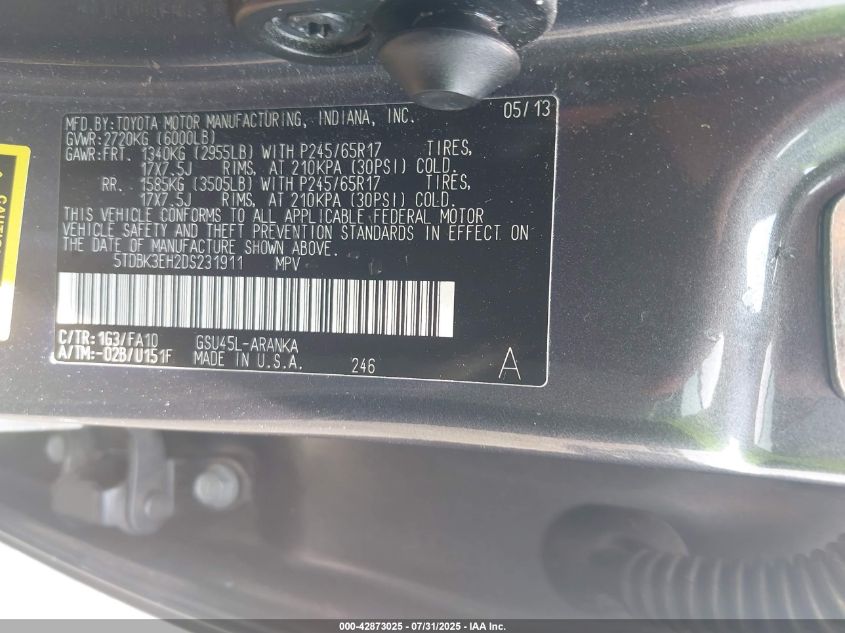 MFD.BY:TOYOTA MOTOR MANUFACTURING, INDIANA, INC. 05/13
GVWR:2720KG (6000LB)
GAWR:FRT. 1340KG (2955LB) WITH P245/65R17 TIRES,
17X7.5J RIMS, AT 210KPA (30PSI) COLD.
RR. 1585KG (3505LB) WITH P245/65R17 TIRES,
17X7.5J RIMS, AT 210KPA (30PSI) COLD.
THIS VEHICLE CONFORMS TO ALL APPLICABLE FEDERAL MOTOR
VEHICLE SAFETY AND THEFT PREVENTION STANDARDS IN EFFECT ON
THE DATE OF MANUFACTURE SHOWN ABOVE.
5TDBK3EH2DS231911 MPV
C/TR:1G3/FA10 GSU45L-ARANKA
A/TM:-02B/U151F MADE IN U.S.A. 246 A
CAUTION
000-42873025 - 07/31/2025 - IAA Inc.